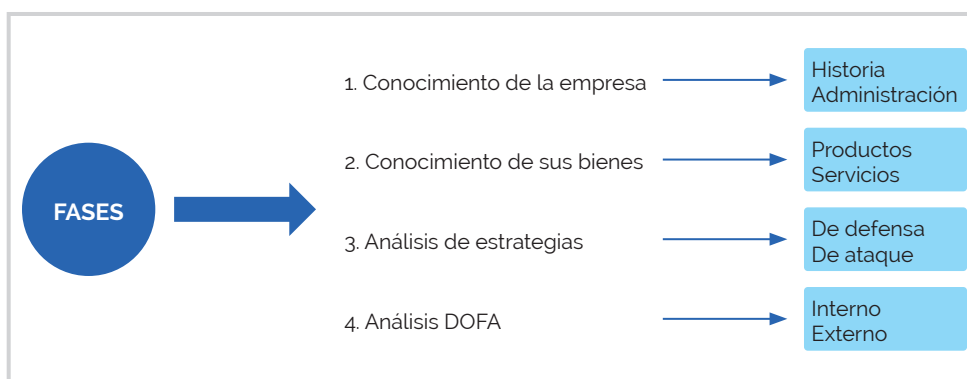 FASES
1. Conocimiento de la empresa
Historia
Administración
2. Conocimiento de sus bienes
Productos
Servicios
3. Análisis de estrategias
De defensa
De ataque
4. Análisis DOFA
Interno
Externo